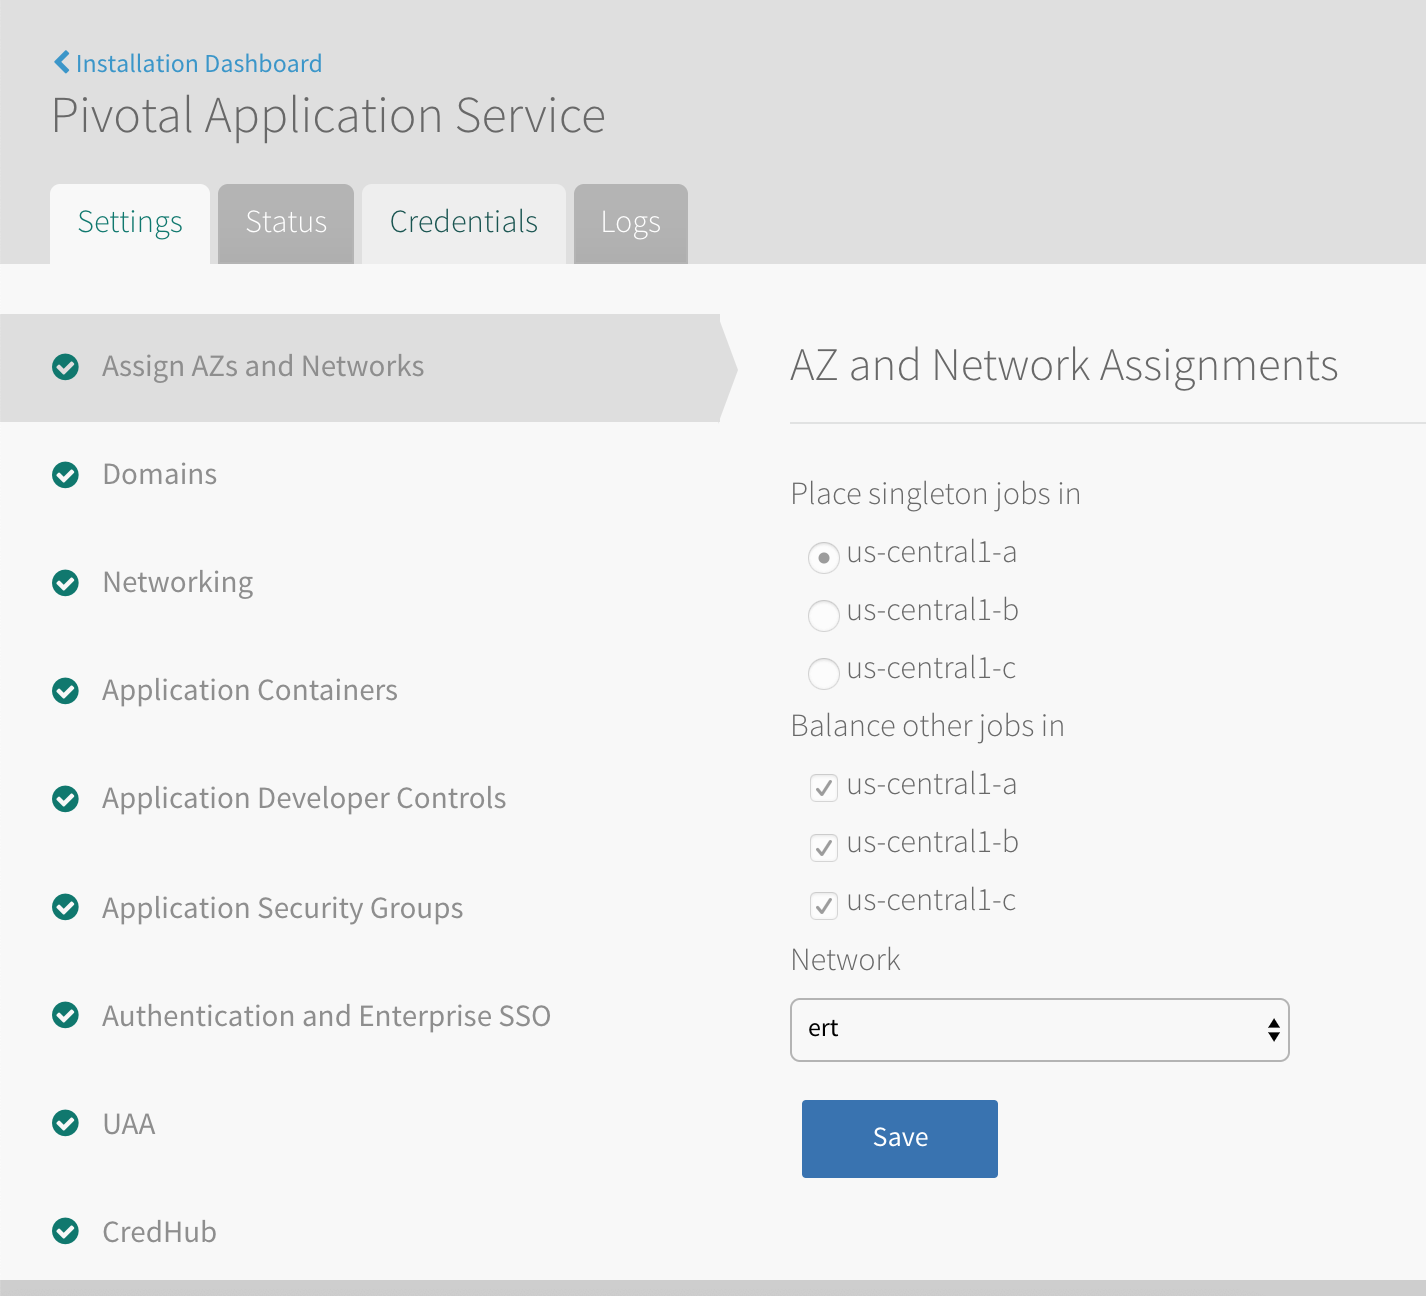 Installation Dashboard
Pivotal Application Service
Settings
Status
Credentials
Logs
Assign AZs and Networks
Domains
Networking
Application Containers
Application Developer Controls
Application Security Groups
Authentication and Enterprise SSO
UAA
CredHub
AZ and Network Assignments
Place singleton jobs in
us-central1-a
us-central1-b
us-central1-c
Balance other jobs in
us-central1-a
us-central1-b
us-central1-c
Network
ert
Save